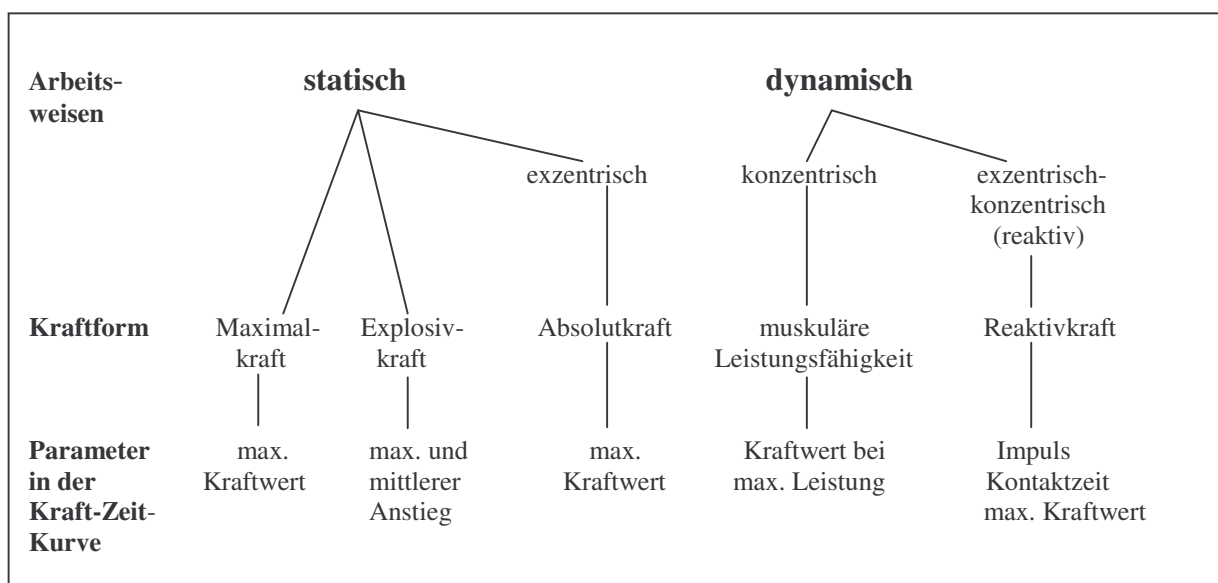 Arbeits- statisch dynamisch
weisen
exzentrisch konzentrisch exzentrisch-
konzentrisch
(reaktiv)
Kraftform Maximal- Explosiv- Absolutkraft muskuläre Reaktivkraft
kraft kraft Leistungsfähigkeit
Parameter max. max. und max. Kraftwert bei Impuls
in der Kraftwert mittlerer Kraftwert max. Leistung Kontaktzeit
Kraft-Zeit- Anstieg max. Kraftwert
Kurve